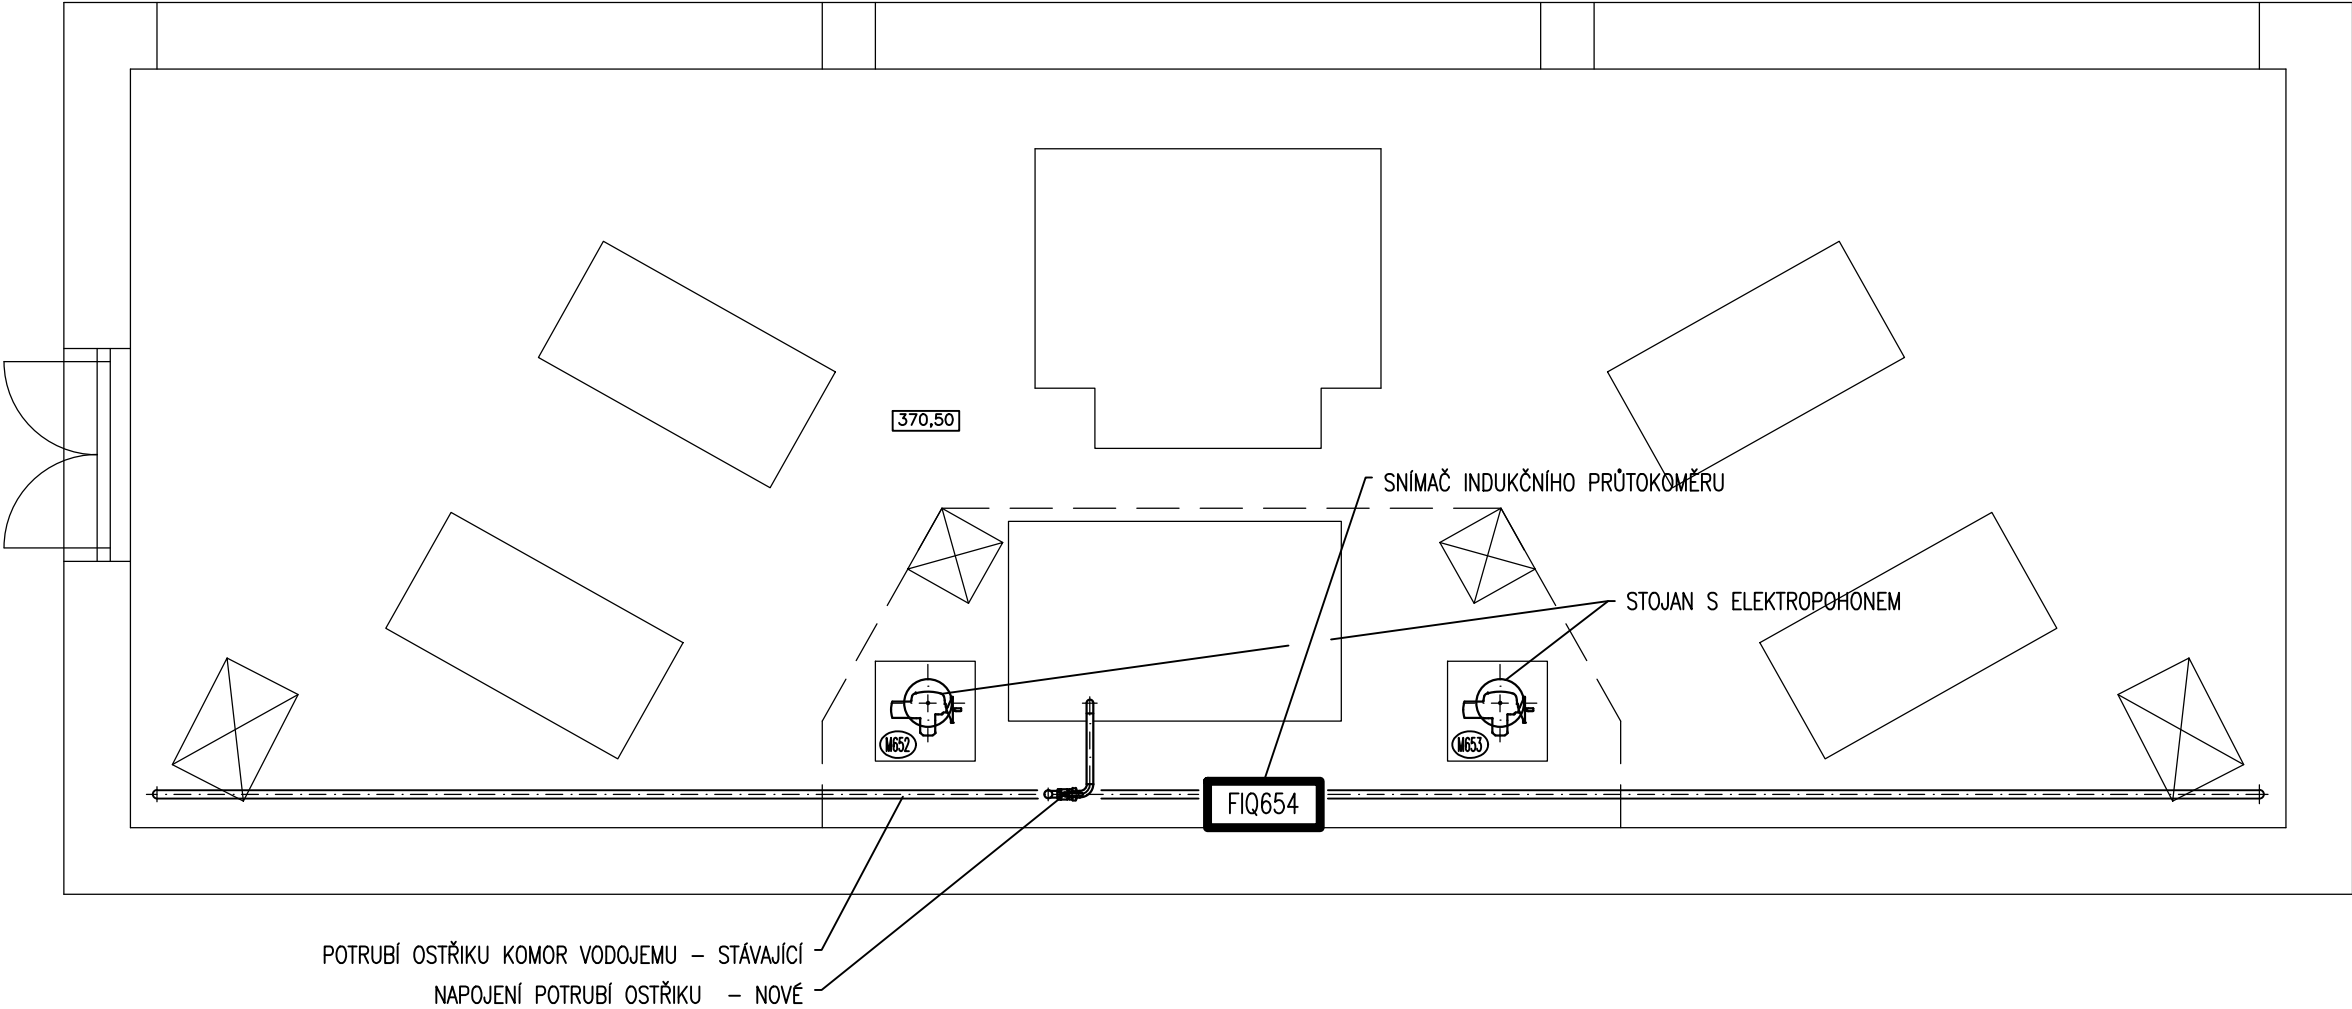 370,50
SNÍMAČ INDUKČNÍHO PRŮTOKOMĚRU
STOJAN S ELEKTROPOHONEM
M652
M653
FIQ654
POTRUBÍ OSTŘIKU KOMOR VODOJEMU – STÁVAJÍCÍ
NAPOJENÍ POTRUBÍ OSTŘIKU – NOVÉ